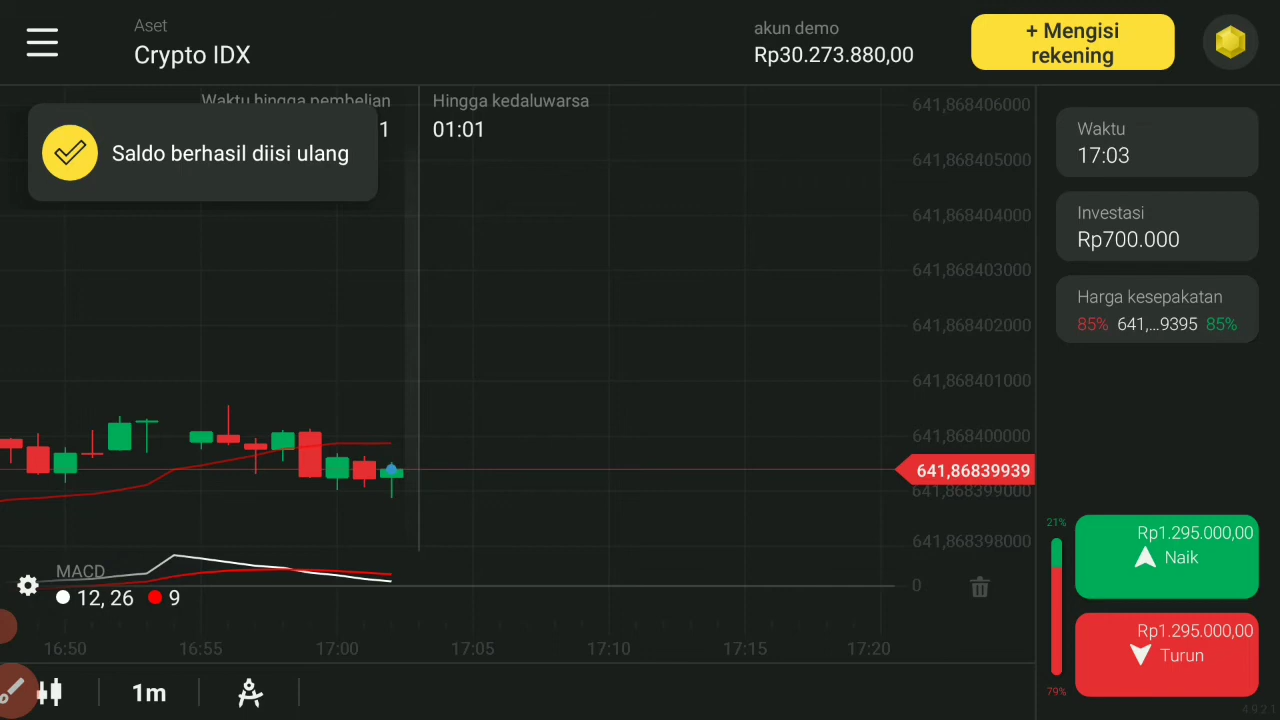 Aset
Crypto IDX
akun demo
Rp30.273.880,00
+ Mengisi
rekening
Waktu hingga pembelian
1
Hingga kedaluwarsa
01:01
Saldo berhasil diisi ulang
641,868406000
641,868405000
641,868404000
641,868403000
641,868402000
641,868401000
641,868400000
641,86839939
641,868399000
641,868398000
0
Waktu
17:03
Investasi
Rp700.000
Harga kesepakatan
85% 641,...9395 85%
21%
Rp1.295.000,00
Naik
Rp1.295.000,00
Turun
79%
MACD
12, 26 9
16:50 16:55 17:00 17:05 17:10 17:15 17:20
1m